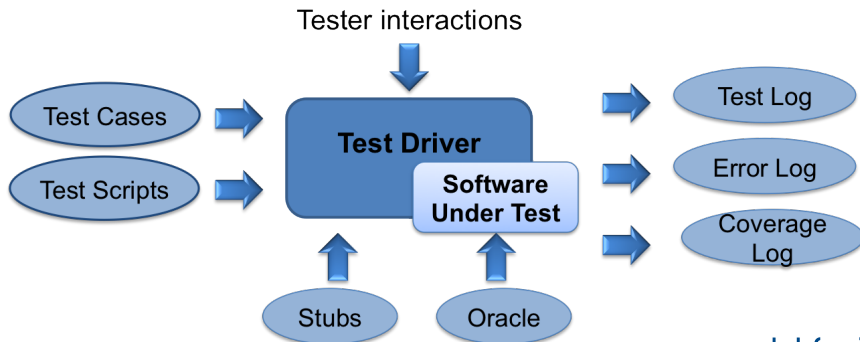 Tester interactions
Test Cases
Test Scripts
Test Driver
Software
Under Test
Test Log
Error Log
Coverage
Log
Stubs
Oracle